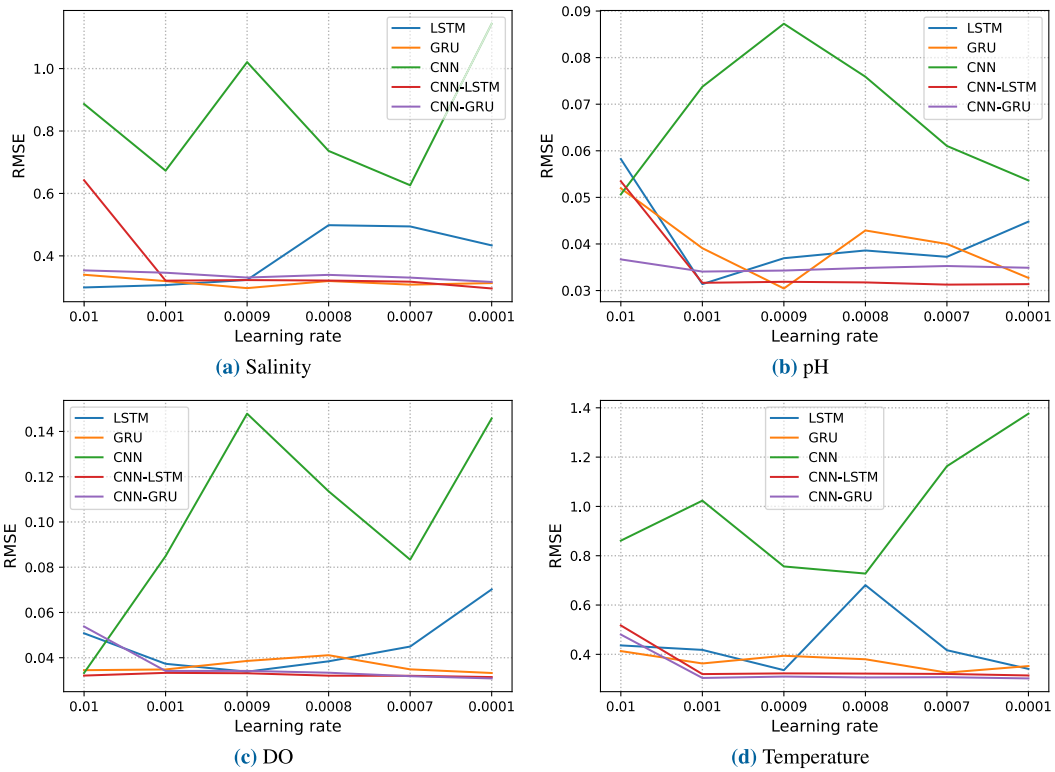 LSTM
GRU
CNN
CNN-LSTM
CNN-GRU
1.0
0.8
0.6
0.4
RMSE
0.01
0.001
0.0009
0.0008
0.0007
0.0001
Learning rate
(a) Salinity
LSTM
GRU
CNN
CNN-LSTM
CNN-GRU
0.09
0.08
0.07
0.06
0.05
0.04
0.03
RMSE
0.01
0.001
0.0009
0.0008
0.0007
0.0001
Learning rate
(b) pH
LSTM
GRU
CNN
CNN-LSTM
CNN-GRU
0.14
0.12
0.10
0.08
0.06
0.04
RMSE
0.01
0.001
0.0009
0.0008
0.0007
0.0001
Learning rate
(c) DO
LSTM
GRU
CNN
CNN-LSTM
CNN-GRU
1.4
1.2
1.0
0.8
0.6
0.4
RMSE
0.01
0.001
0.0009
0.0008
0.0007
0.0001
Learning rate
(d) Temperature